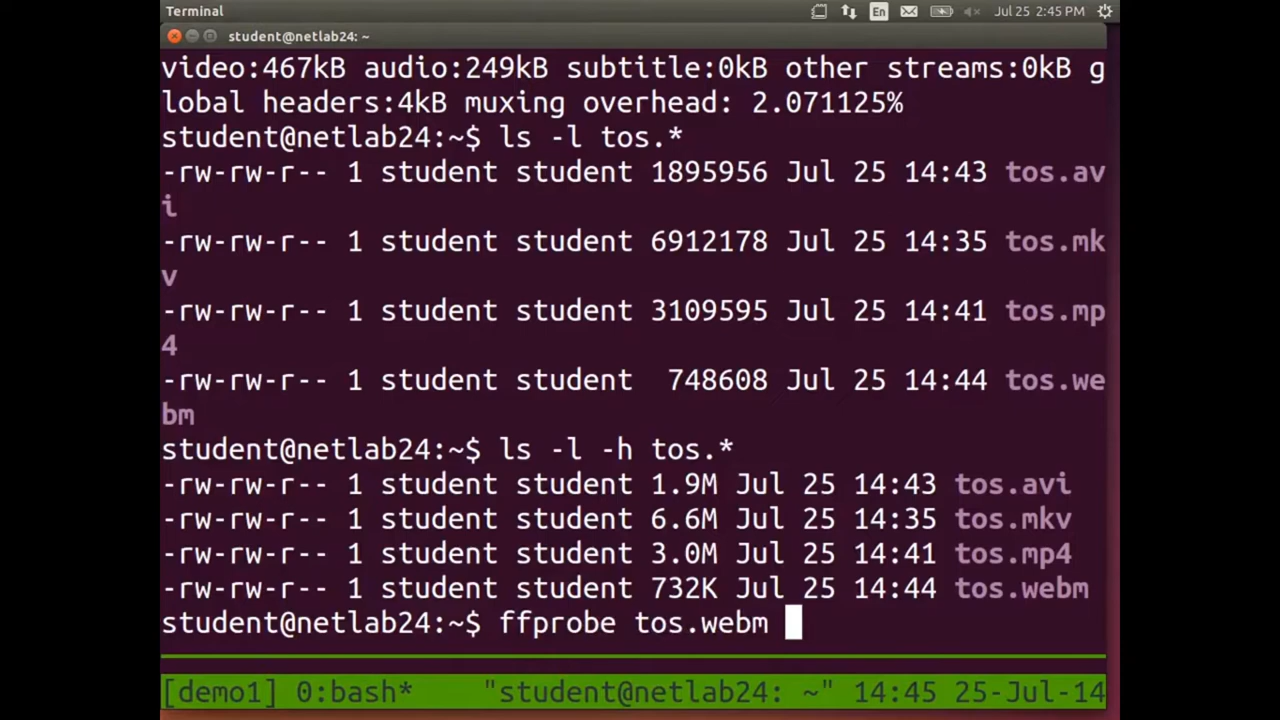 Terminal
En
Jul 25 2:45 PM
student@netlab24: ~
video:467kB audio:249kB subtitle:0kB other streams:0kB g
lobal headers:4kB muxing overhead: 2.071125%
student@netlab24:~$ ls -l tos.*
-rw-rw-r-- 1 student student 1895956 Jul 25 14:43 tos.av
i
-rw-rw-r-- 1 student student 6912178 Jul 25 14:35 tos.mk
v
-rw-rw-r-- 1 student student 3109595 Jul 25 14:41 tos.mp
4
-rw-rw-r-- 1 student student  748608 Jul 25 14:44 tos.we
bm
student@netlab24:~$ ls -l -h tos.*
-rw-rw-r-- 1 student student 1.9M Jul 25 14:43 tos.avi
-rw-rw-r-- 1 student student 6.6M Jul 25 14:35 tos.mkv
-rw-rw-r-- 1 student student 3.0M Jul 25 14:41 tos.mp4
-rw-rw-r-- 1 student student 732K Jul 25 14:44 tos.webm
student@netlab24:~$ ffprobe tos.webm
[demo1] 0:bash* "student@netlab24: ~" 14:45 25-Jul-14